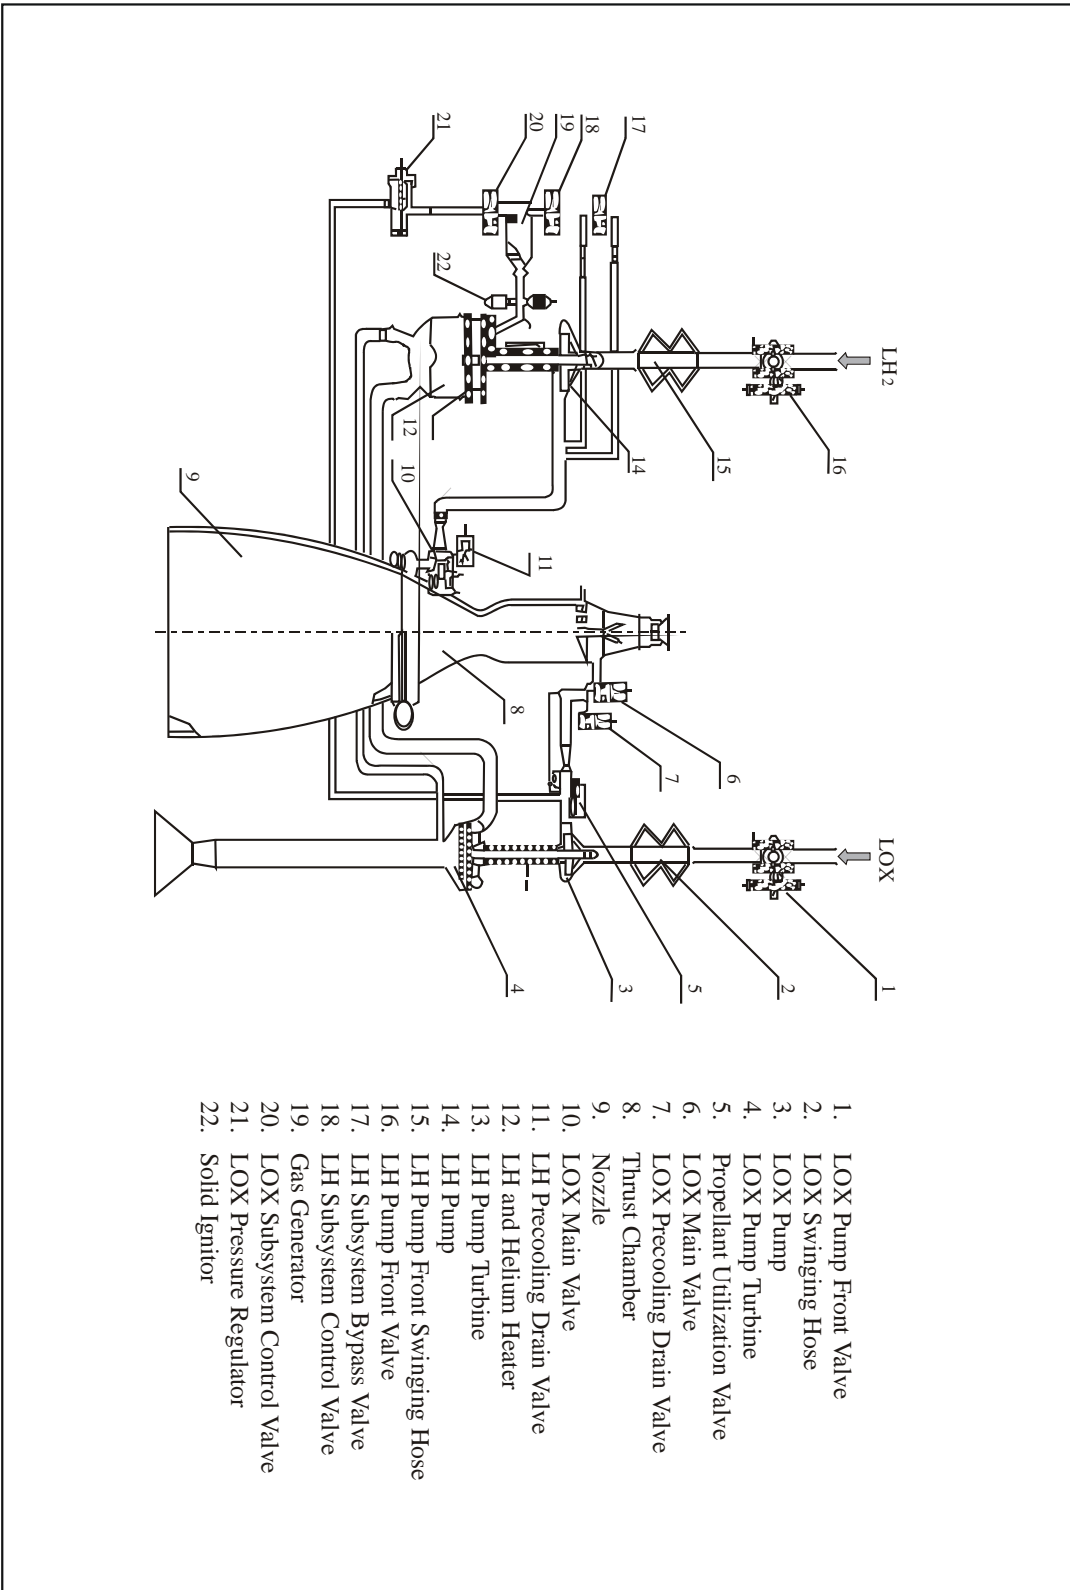 LH2
LOX
1
2
3
4
5
6
7
8
9
10
11
12
14
15
16
17
18
19
20
21
22
1. LOX Pump Front Valve
2. LOX Swinging Hose
3. LOX Pump
4. LOX Pump Turbine
5. Propellant Utilization Valve
6. LOX Main Valve
7. LOX Precooling Drain Valve
8. Thrust Chamber
9. Nozzle
10. LOX Main Valve
11. LH Precooling Drain Valve
12. LH and Helium Heater
13. LH Pump Turbine
14. LH Pump
15. LH Pump Front Swinging Hose
16. LH Pump Front Valve
17. LH Subsystem Bypass Valve
18. LH Subsystem Control Valve
19. Gas Generator
20. LOX Subsystem Control Valve
21. LOX Pressure Regulator
22. Solid Ignitor